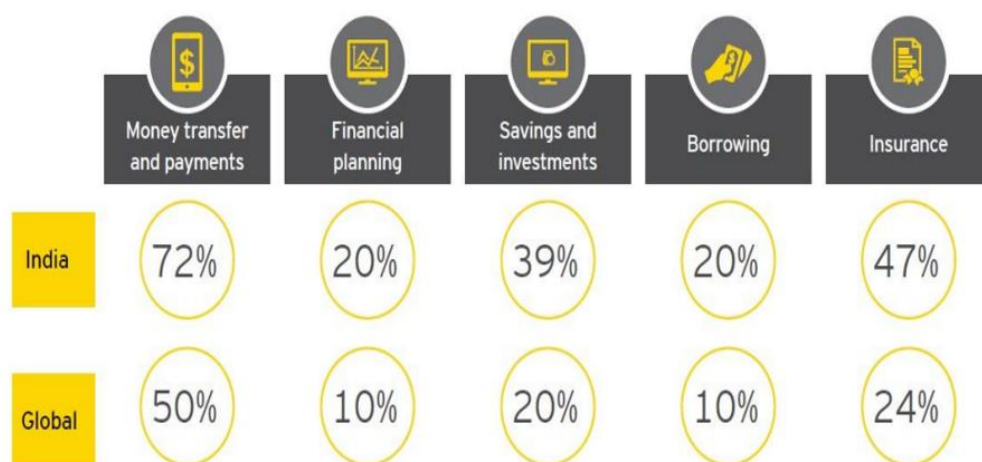 $
Money transfer
and payments
Financial
planning
Savings and
investments
$
Borrowing
Insurance
India
72%
20%
39%
20%
47%
Global
50%
10%
20%
10%
24%